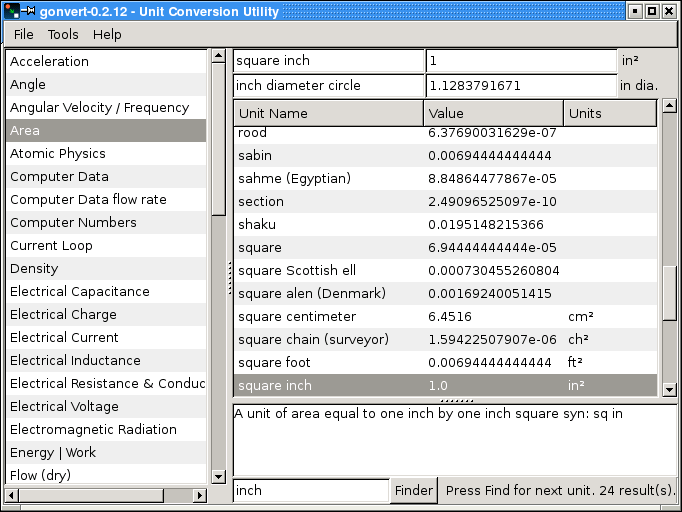 gonvert-0.2.12 - Unit Conversion Utility
File Tools Help
Acceleration
Angle
Angular Velocity / Frequency
Area
Atomic Physics
Computer Data
Computer Data flow rate
Computer Numbers
Current Loop
Density
Electrical Capacitance
Electrical Charge
Electrical Current
Electrical Inductance
Electrical Resistance & Conduc
Electrical Voltage
Electromagnetic Radiation
Energy | Work
Flow (dry)
square inch 1 in²
inch diameter circle 1.1283791671 in dia.
Unit Name Value Units
rood 6.37690031629e-07
sabin 0.00694444444444
sahme (Egyptian) 8.84864477867e-05
section 2.49096525097e-10
shaku 0.0195148215366
square 6.94444444444e-05
square Scottish ell 0.000730455260804
square alen (Denmark) 0.00169240051415
square centimeter 6.4516 cm²
square chain (surveyor) 1.59422507907e-06 ch²
square foot 0.00694444444444 ft²
square inch 1.0 in²
A unit of area equal to one inch by one inch square syn: sq in
inch Finder Press Find for next unit. 24 result(s).